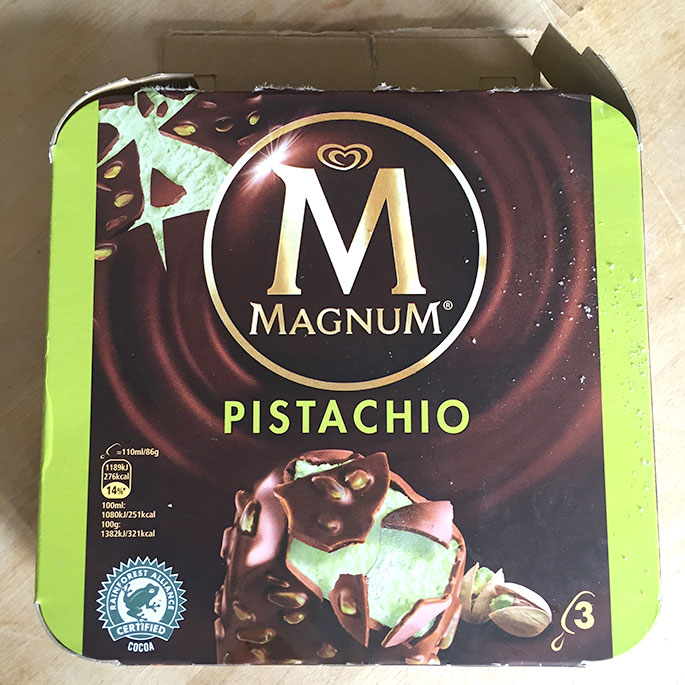 M
MAGNUM®
PISTACHIO
=110ml/86g
1189kJ
276kcal
14%*
100ml:
1080kJ/251kcal
100g:
1382kJ/321kcal
RAINFOREST ALLIANCE
CERTIFIED
COCOA
3